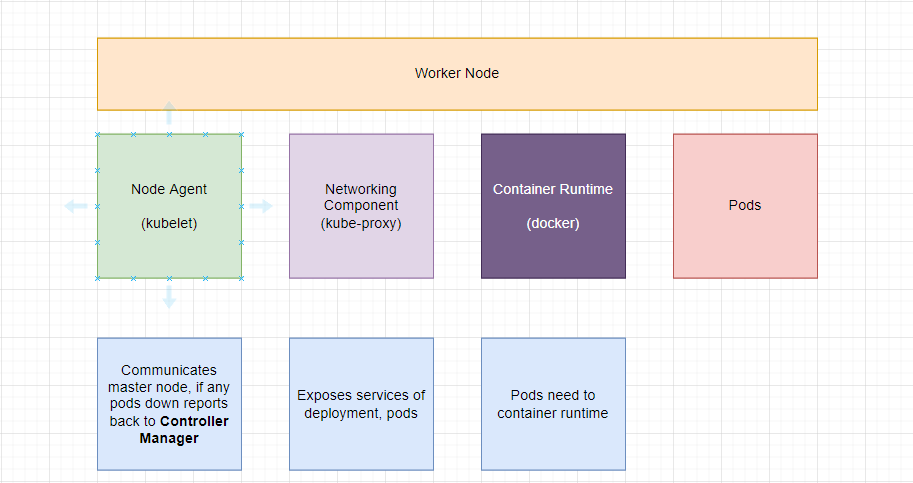 Worker Node
Node Agent
(kubelet)
Networking
Component
(kube-proxy)
Container Runtime
(docker)
Pods
Communicates
master node, if any
pods down reports
back to Controller
Manager
Exposes services of
deployment, pods
Pods need to
container runtime